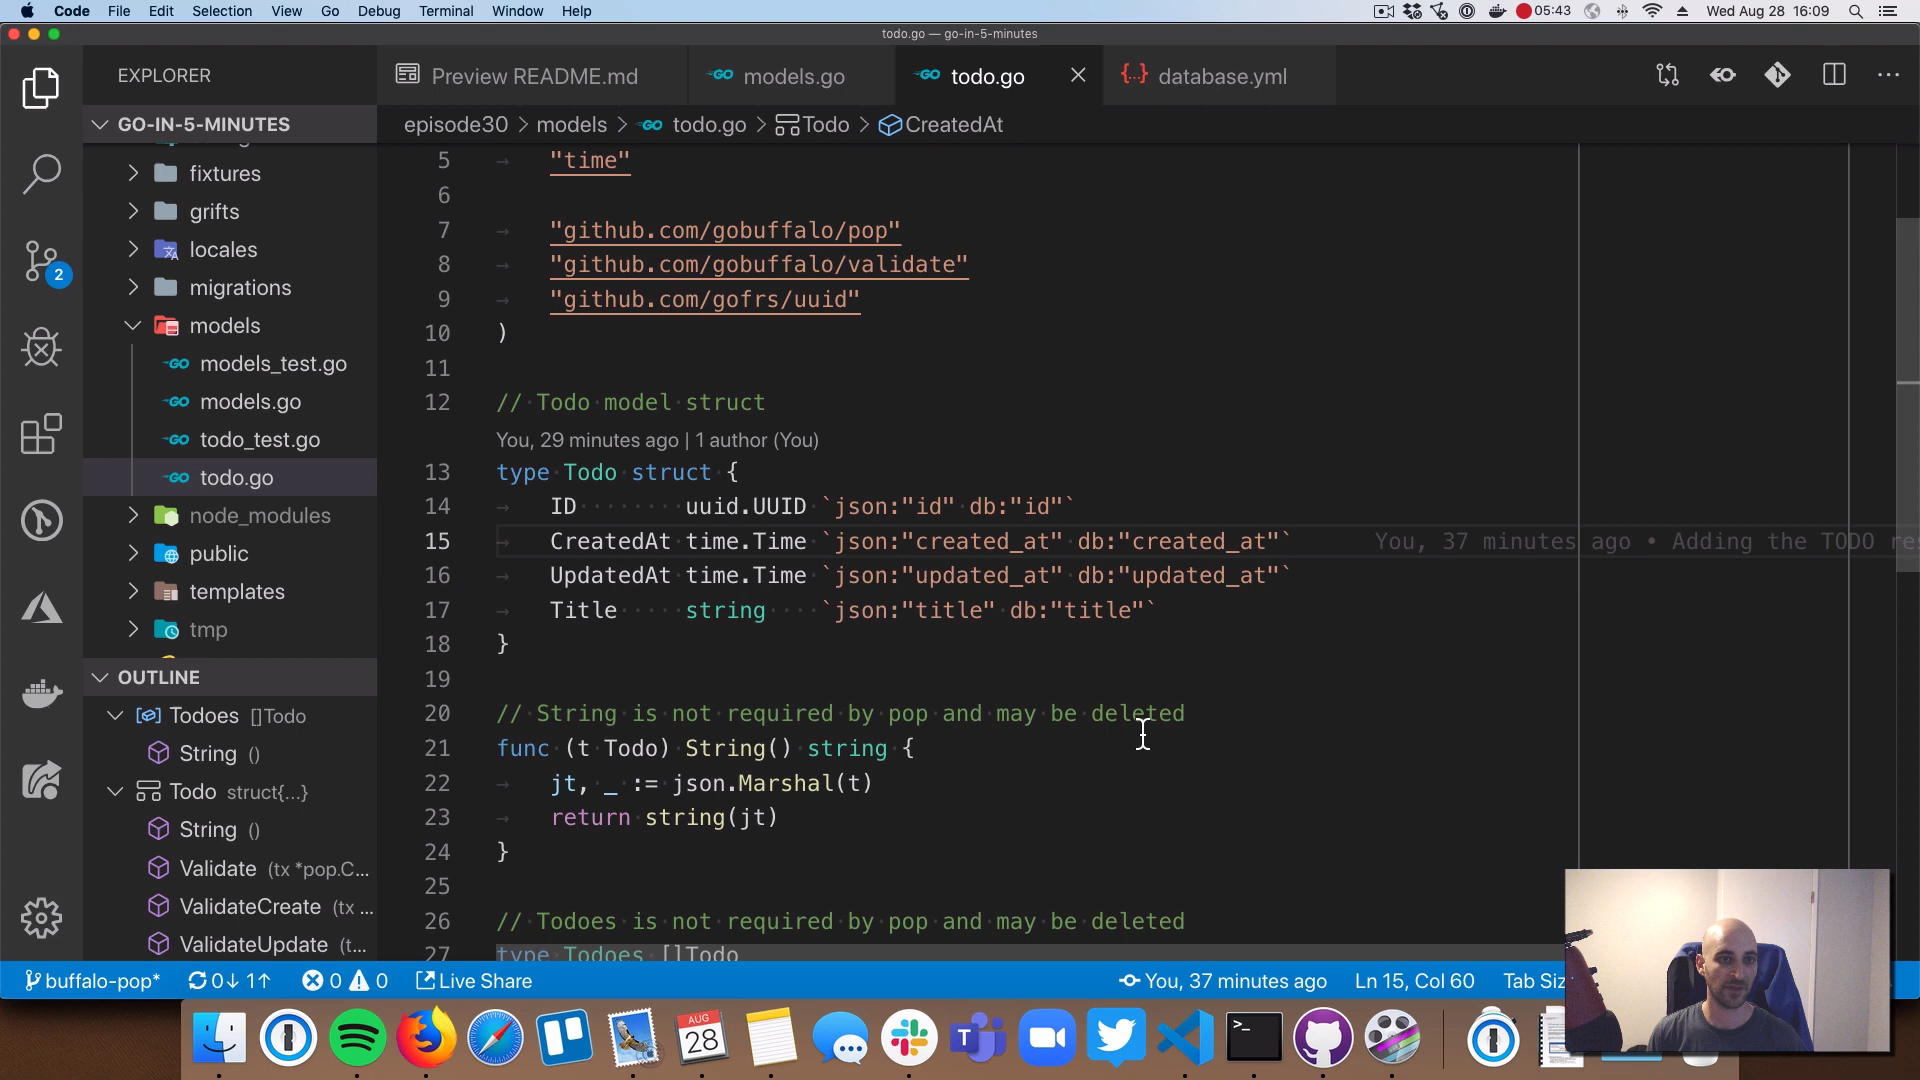 Code File Edit Selection View Go Debug Terminal Window Help
05:43 Wed Aug 28 16:09
todo.go — go-in-5-minutes
EXPLORER
Preview README.md
models.go
todo.go
database.yml
GO-IN-5-MINUTES
episode30 > models > todo.go > Todo > CreatedAt
fixtures
grifts
locales
migrations
models
models_test.go
models.go
todo_test.go
todo.go
node_modules
public
templates
tmp
2
OUTLINE
Todoes []Todo
String ()
Todo struct{...}
String ()
Validate (tx *pop.C...
ValidateCreate (tx ...
ValidateUpdate (t...
5 "time"
6
7 "github.com/gobuffalo/pop"
8 "github.com/gobuffalo/validate"
9 "github.com/gofrs/uuid"
10 )
11
12 // Todo model struct
You, 29 minutes ago | 1 author (You)
13 type Todo struct {
14 ID uuid.UUID `json:"id" db:"id"`
15 CreatedAt time.Time `json:"created_at" db:"created_at"` You, 37 minutes ago • Adding the TODO res
16 UpdatedAt time.Time `json:"updated_at" db:"updated_at"`
17 Title string `json:"title" db:"title"`
18 }
19
20 // String is not required by pop and may be deleted
21 func (t Todo) String() string {
22 jt, _ := json.Marshal(t)
23 return string(jt)
24 }
25
26 // Todoes is not required by pop and may be deleted
27 type Todoes []Todo
buffalo-pop* 0↓ 1↑ 0 0 Live Share
You, 37 minutes ago Ln 15, Col 60 Tab Siz
AUG
28